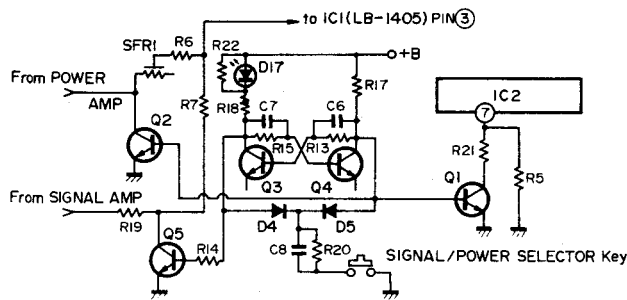 to IC1(LB-1405) PIN③
SFR1
R6
R22
D17
+B
From POWER
AMP
R7
R18
C7
C6
R17
IC2
⑦
Q2
R15
R13
R21
R5
Q3
Q4
Q1
From SIGNAL AMP
R19
D4
D5
Q5
R14
C8
R20
SIGNAL/POWER SELECTOR Key